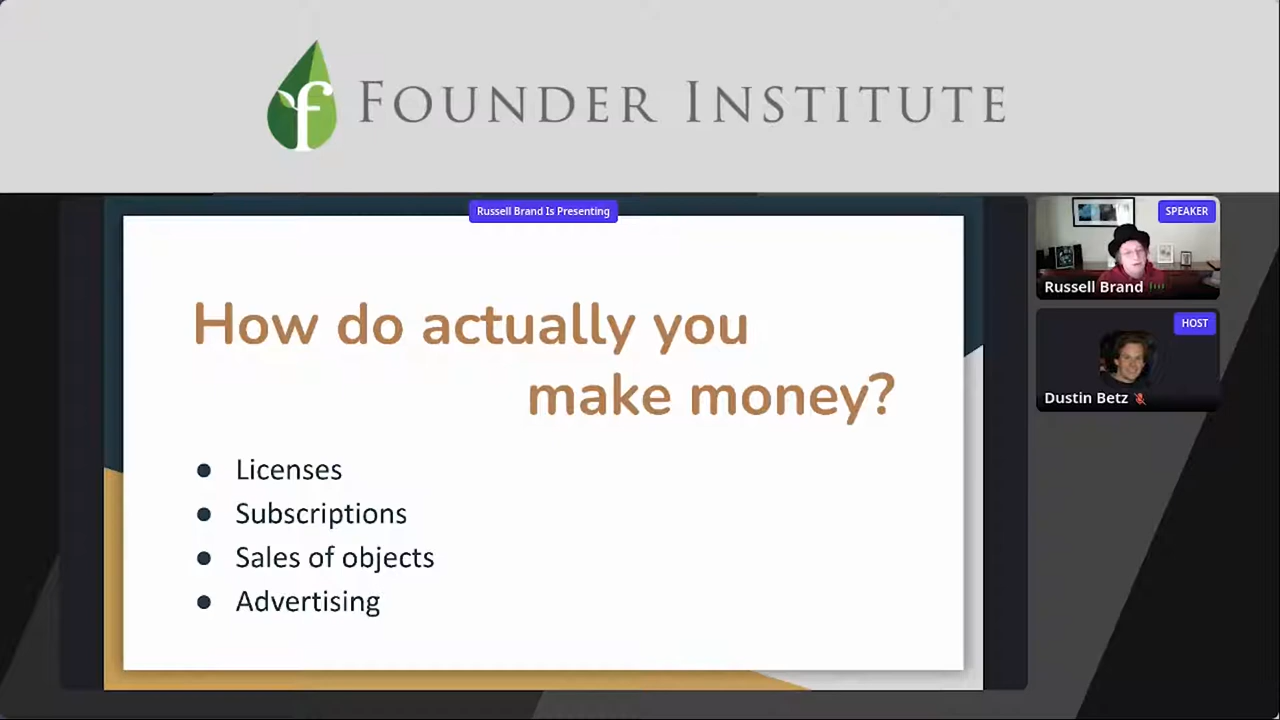 FOUNDER INSTITUTE
Russell Brand Is Presenting
How do actually you
make money?
● Licenses
● Subscriptions
● Sales of objects
● Advertising
SPEAKER
Russell Brand
HOST
Dustin Betz